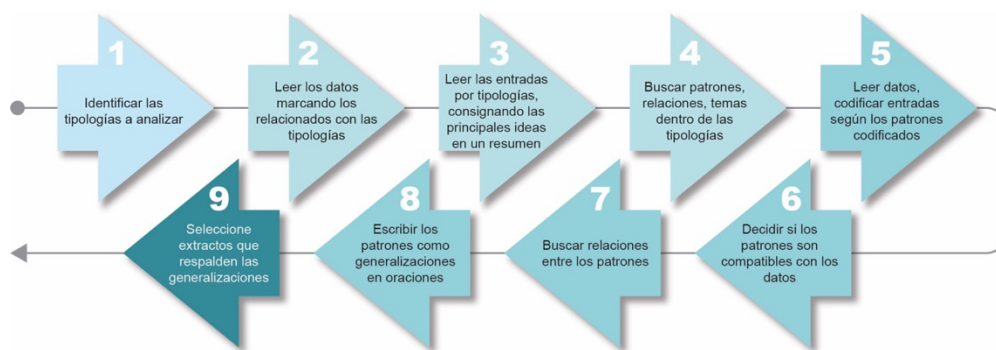 1
Identificar las
tipologías a analizar
2
Leer los datos
marcando los
relacionados con las
tipologías
3
Leer las entradas
por tipologías,
consignando las
principales ideas
en un resumen
4
Buscar patrones,
relaciones, temas
dentro de las
tipologías
5
Leer datos,
codificar entradas
según los patrones
codificados
6
Decidir si los
patrones son
compatibles con los
datos
7
Buscar relaciones
entre los patrones
8
Escribir los
patrones como
generalizaciones
en oraciones
9
Seleccione
extractos que
respalden las
generalizaciones